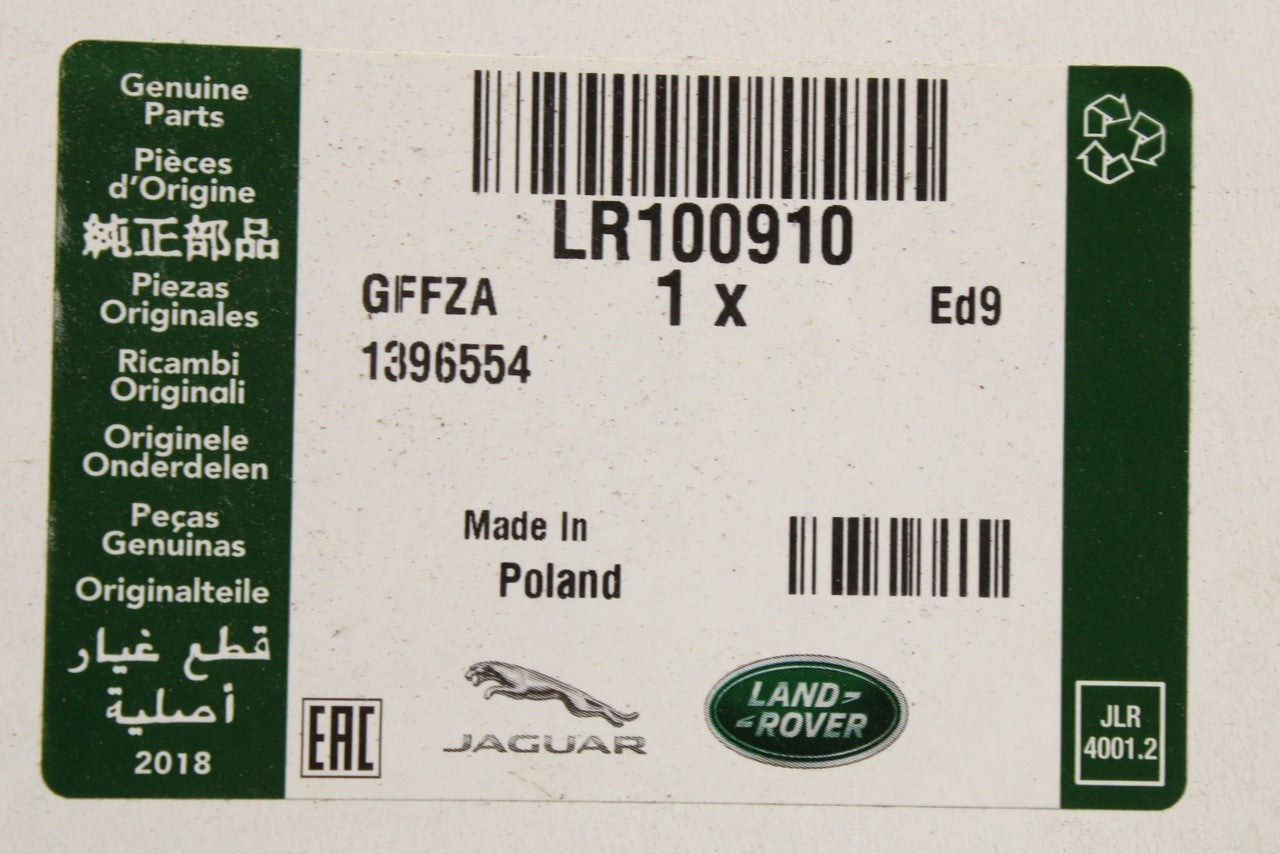 Genuine
Parts
Pièces
d'Origine
純正部品
Piezas
Originales
Ricambi
Originali
Originele
Onderdelen
Peças
Genuinas
Originalteile
قطع غيار
أصلية
2018
LR100910
GFFZA
1 x
Ed9
1396554
Made In
Poland
EAC
JAGUAR
LAND-
-ROVER
JLR
4001.2